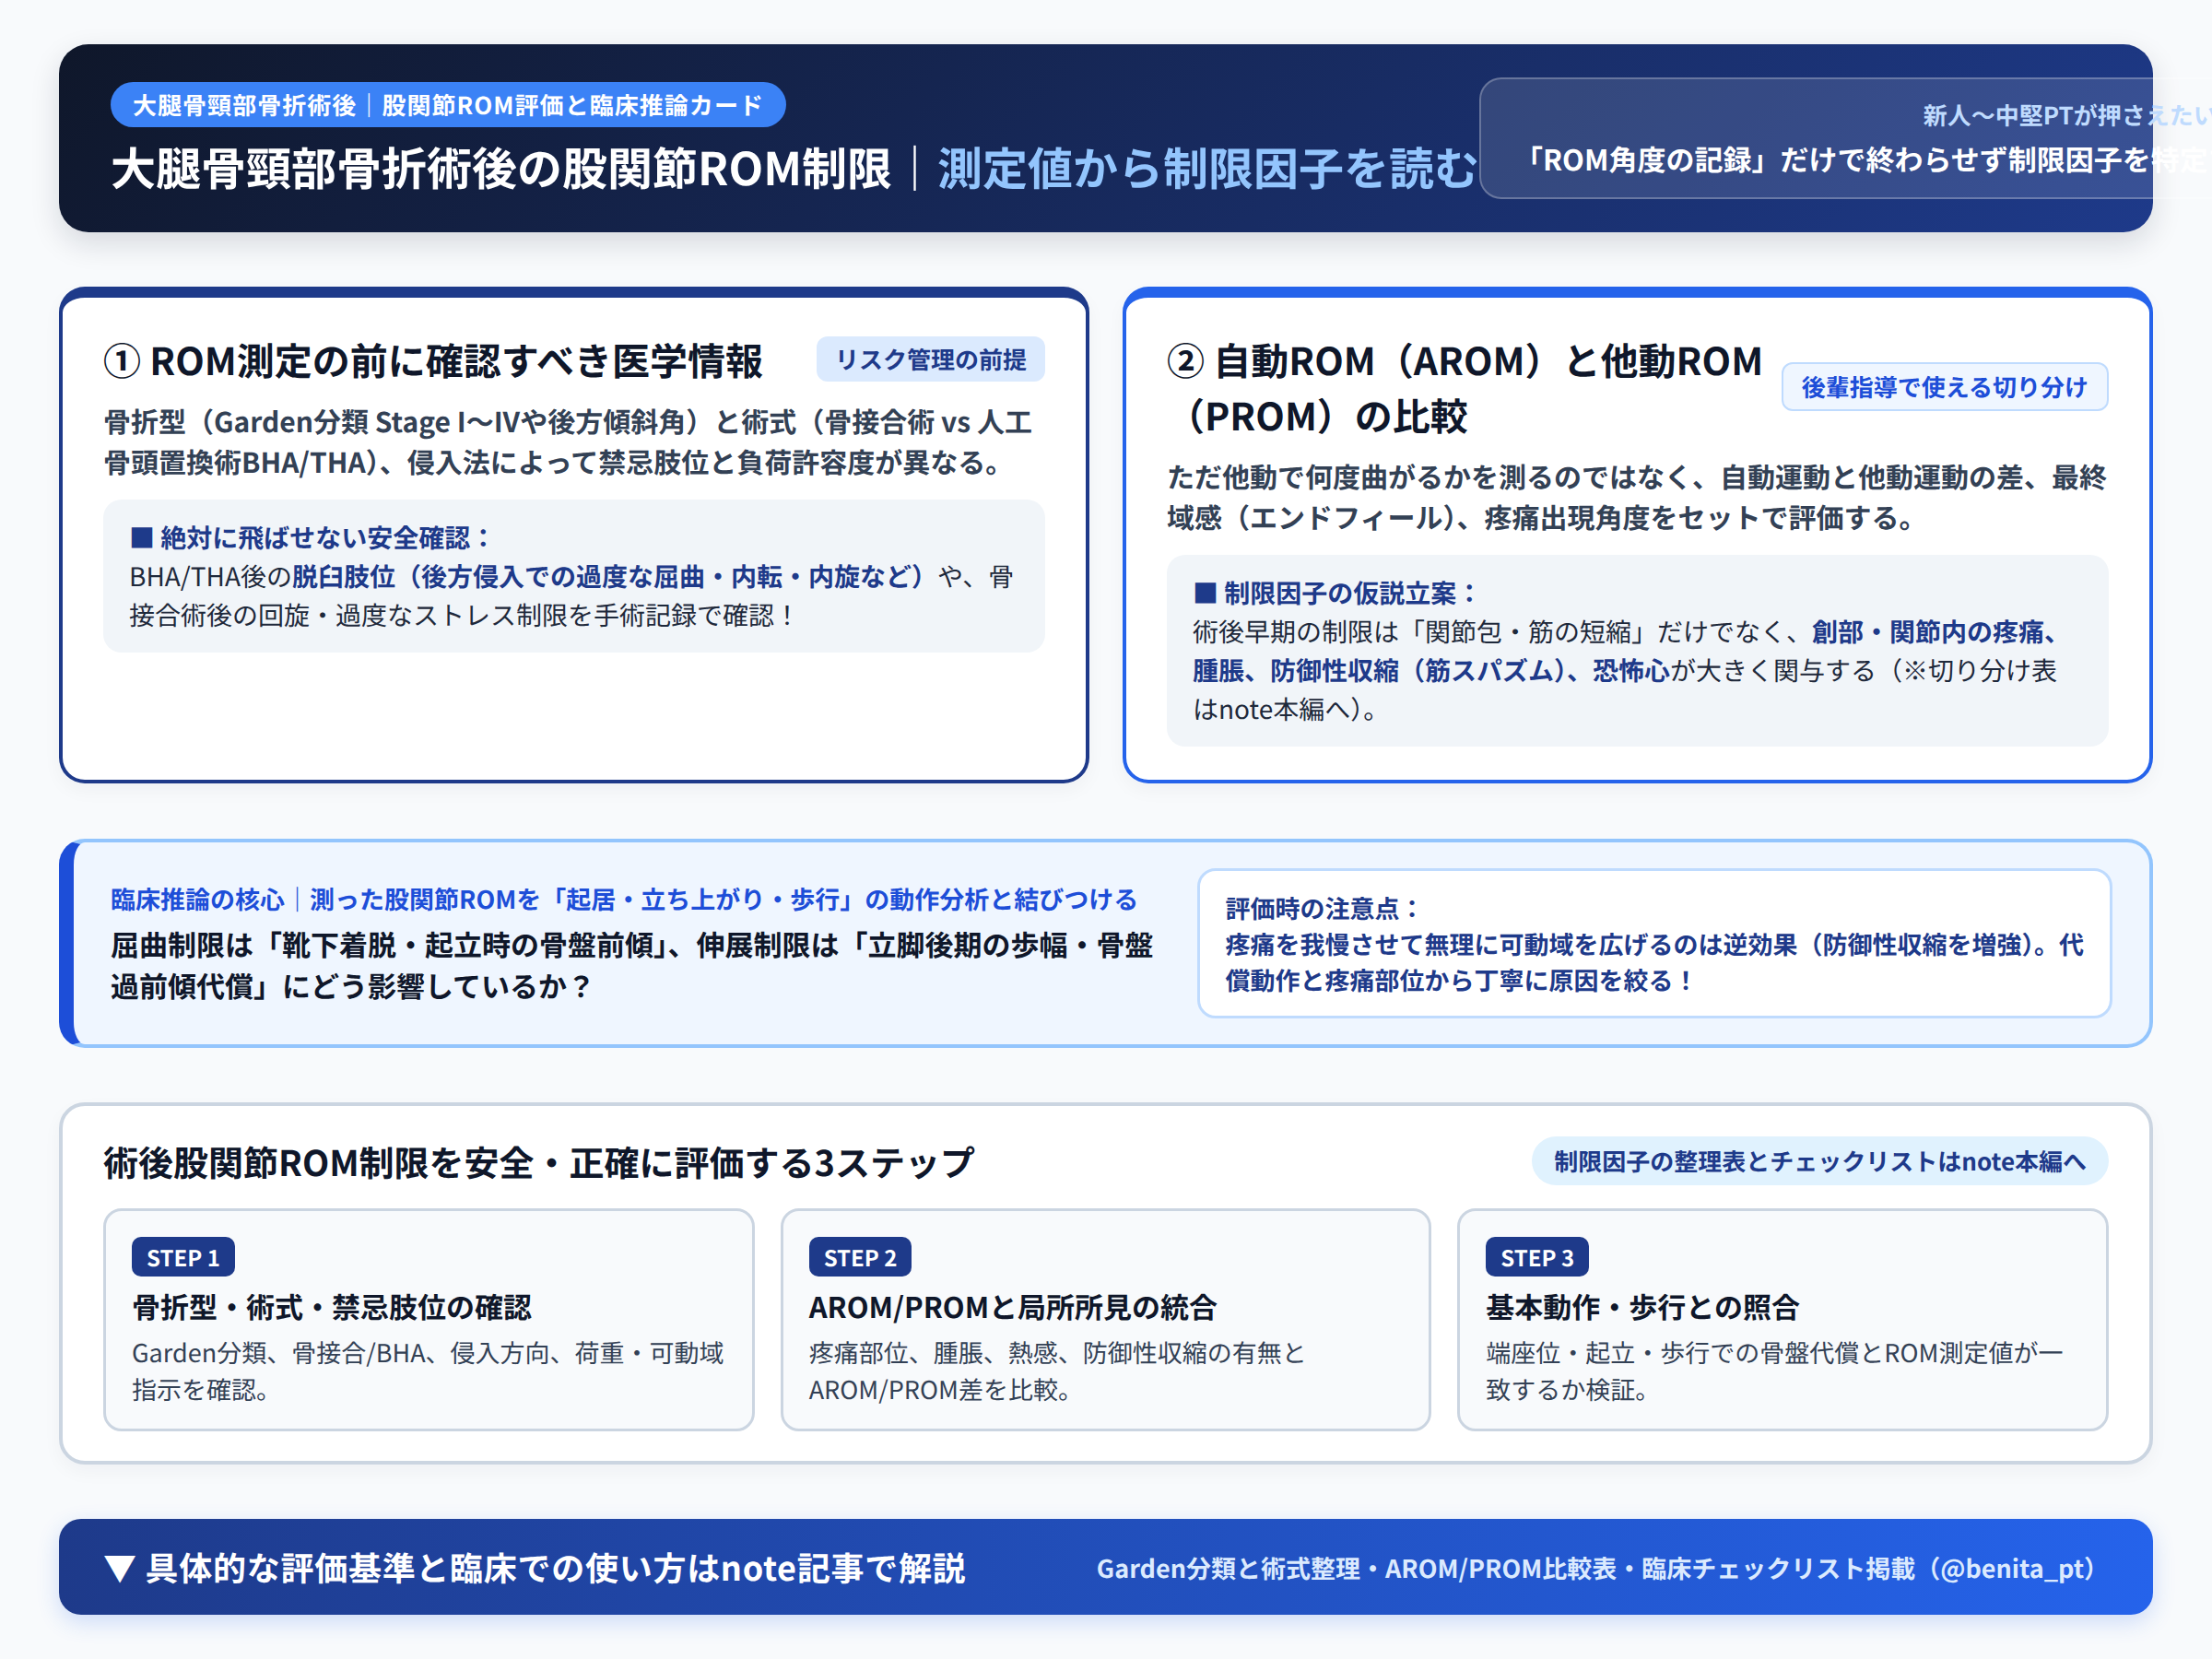 大腿骨頸部骨折術後｜股関節ROM評価と臨床推論カード
大腿骨頸部骨折術後の股関節ROM制限｜測定値から制限因子を読む
新人〜中堅PTが押さえたい
「ROM角度の記録」だけで終わらせず制限因子を特定
① ROM測定の前に確認すべき医学情報
リスク管理の前提
骨折型（Garden分類 Stage I〜IVや後方傾斜角）と術式（骨接合術 vs 人工
骨頭置換術BHA/THA）、侵入法によって禁忌肢位と負荷許容度が異なる。
■ 絶対に飛ばせない安全確認：
BHA/THA後の脱臼肢位（後方侵入での過度な屈曲・内転・内旋など）や、骨
接合術後の回旋・過度なストレス制限を手術記録で確認！
② 自動ROM（AROM）と他動ROM
（PROM）の比較
後輩指導で使える切り分け
ただ他動で何度曲がるかを測るのではなく、自動運動と他動運動の差、最終
域感（エンドフィール）、疼痛出現角度をセットで評価する。
■ 制限因子の仮説立案：
術後早期の制限は「関節包・筋の短縮」だけでなく、創部・関節内の疼痛、
腫脹、防御性収縮（筋スパズム）、恐怖心が大きく関与する（※切り分け表
はnote本編へ）。
臨床推論の核心｜測った股関節ROMを「起居・立ち上がり・歩行」の動作分析と結びつける
屈曲制限は「靴下着脱・起立時の骨盤前傾」、伸展制限は「立脚後期の歩幅・骨盤
過前傾代償」にどう影響しているか？
評価時の注意点：
疼痛を我慢させて無理に可動域を広げるのは逆効果（防御性収縮を増強）。代
償動作と疼痛部位から丁寧に原因を絞る！
術後股関節ROM制限を安全・正確に評価する3ステップ
制限因子の整理表とチェックリストはnote本編へ
STEP 1
骨折型・術式・禁忌肢位の確認
Garden分類、骨接合/BHA、侵入方向、荷重・可動域
指示を確認。
STEP 2
AROM/PROMと局所所見の統合
疼痛部位、腫脹、熱感、防御性収縮の有無と
AROM/PROM差を比較。
STEP 3
基本動作・歩行との照合
端座位・起立・歩行での骨盤代償とROM測定値が一
致するか検証。
▼ 具体的な評価基準と臨床での使い方はnote記事で解説
Garden分類と術式整理・AROM/PROM比較表・臨床チェックリスト掲載（@benita_pt）